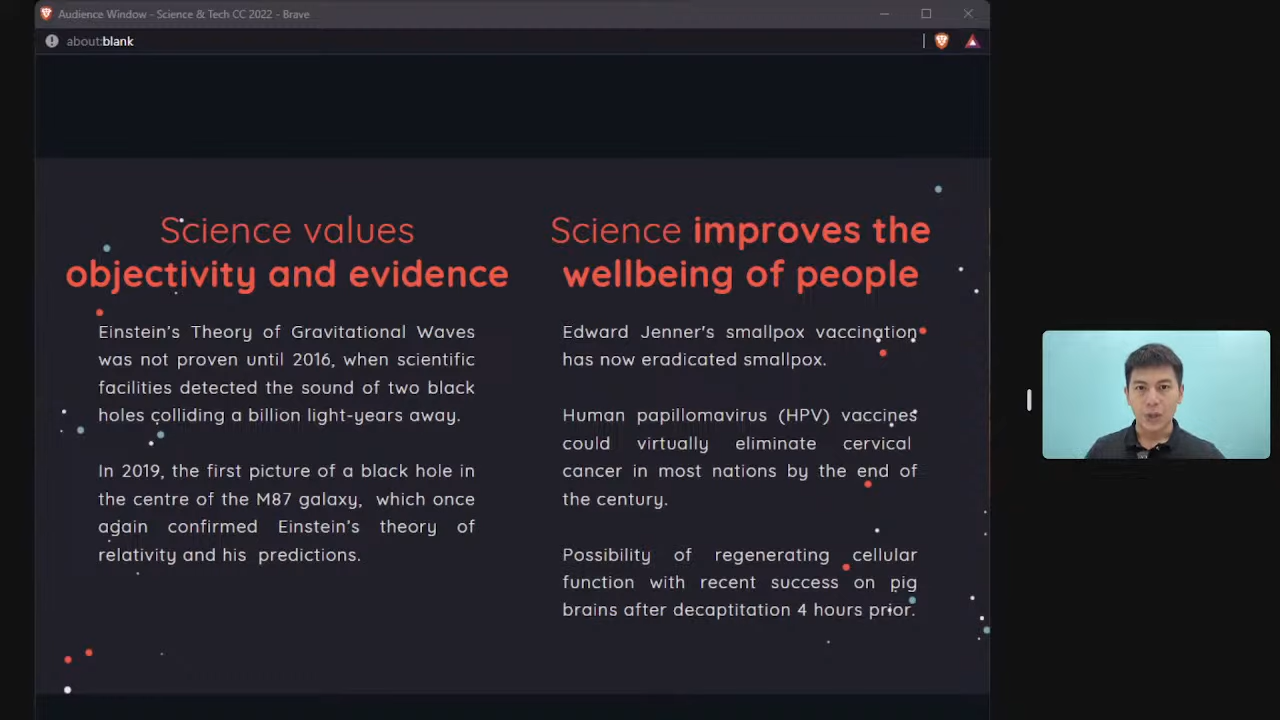 Audience Window - Science & Tech CC 2022 - Brave
about:blank
Science values
objectivity and evidence
Einstein's Theory of Gravitational Waves
was not proven until 2016, when scientific
facilities detected the sound of two black
holes colliding a billion light-years away.
In 2019, the first picture of a black hole in
the centre of the M87 galaxy, which once
again confirmed Einstein's theory of
relativity and his predictions.
Science improves the
wellbeing of people
Edward Jenner's smallpox vaccination
has now eradicated smallpox.
Human papillomavirus (HPV) vaccines
could virtually eliminate cervical
cancer in most nations by the end of
the century.
Possibility of regenerating cellular
function with recent success on pig
brains after decaptitation 4 hours prior.